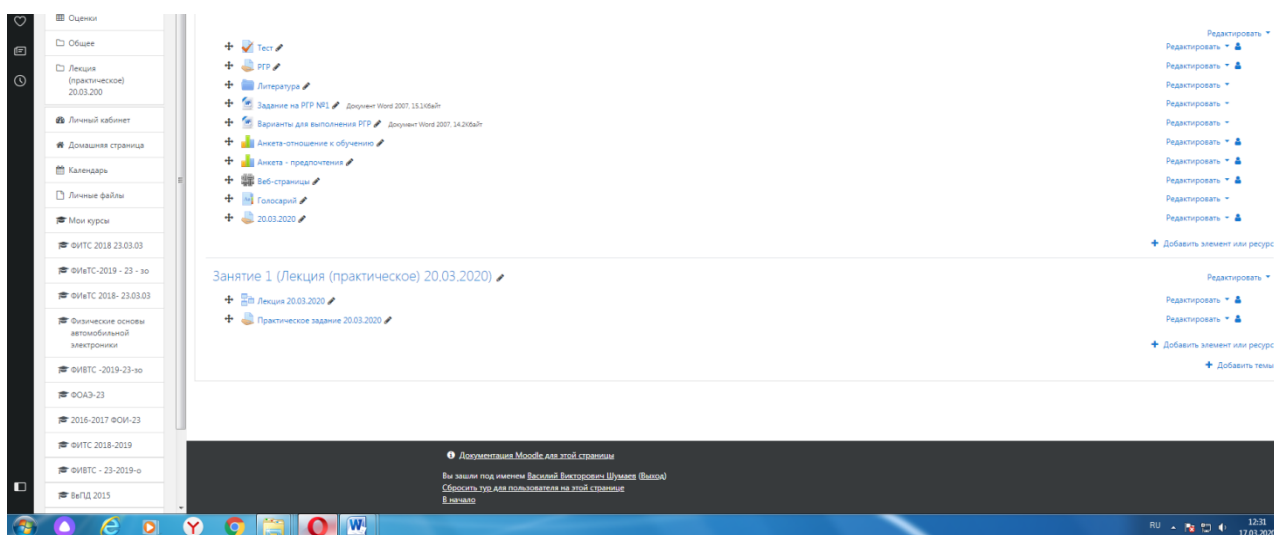 Оценки
Общее
Лекция
(практическое)
20.03.200
Личный кабинет
Домашняя страница
Календарь
Личные файлы
Мои курсы
ФИТС 2018 23.03.03
ФИвТС-2019 - 23 - зо
ФИвТС 2018- 23.03.03
Физические основы
автомобильной
электроники
ФИВТС -2019-23-зо
ФОАЭ-23
2016-2017 ФОИ-23
ФИТС 2018-2019
ФИВТС - 23-2019-о
ВвПД 2015
Редактировать
Тест Редактировать
РГР Редактировать
Литература Редактировать
Задание на РГР №1 Документ Word 2007, 15.1Кбайт Редактировать
Варианты для выполнения РГР Документ Word 2007, 14.2Кбайт Редактировать
Анкета-отношение к обучению Редактировать
Анкета - предпочтения Редактировать
Веб-страницы Редактировать
Голосарий Редактировать
20.03.2020 Редактировать
Добавить элемент или ресурс
Занятие 1 (Лекция (практическое) 20.03.2020) Редактировать
Лекция 20.03.2020 Редактировать
Практическое задание 20.03.2020 Редактировать
Добавить элемент или ресурс
Добавить темы
Документация Moodle для этой страницы
Вы зашли под именем Василий Викторович Шумаев (Выход)
Сбросить тур для пользователя на этой странице
В начало
RU
12:31
17.03.2020